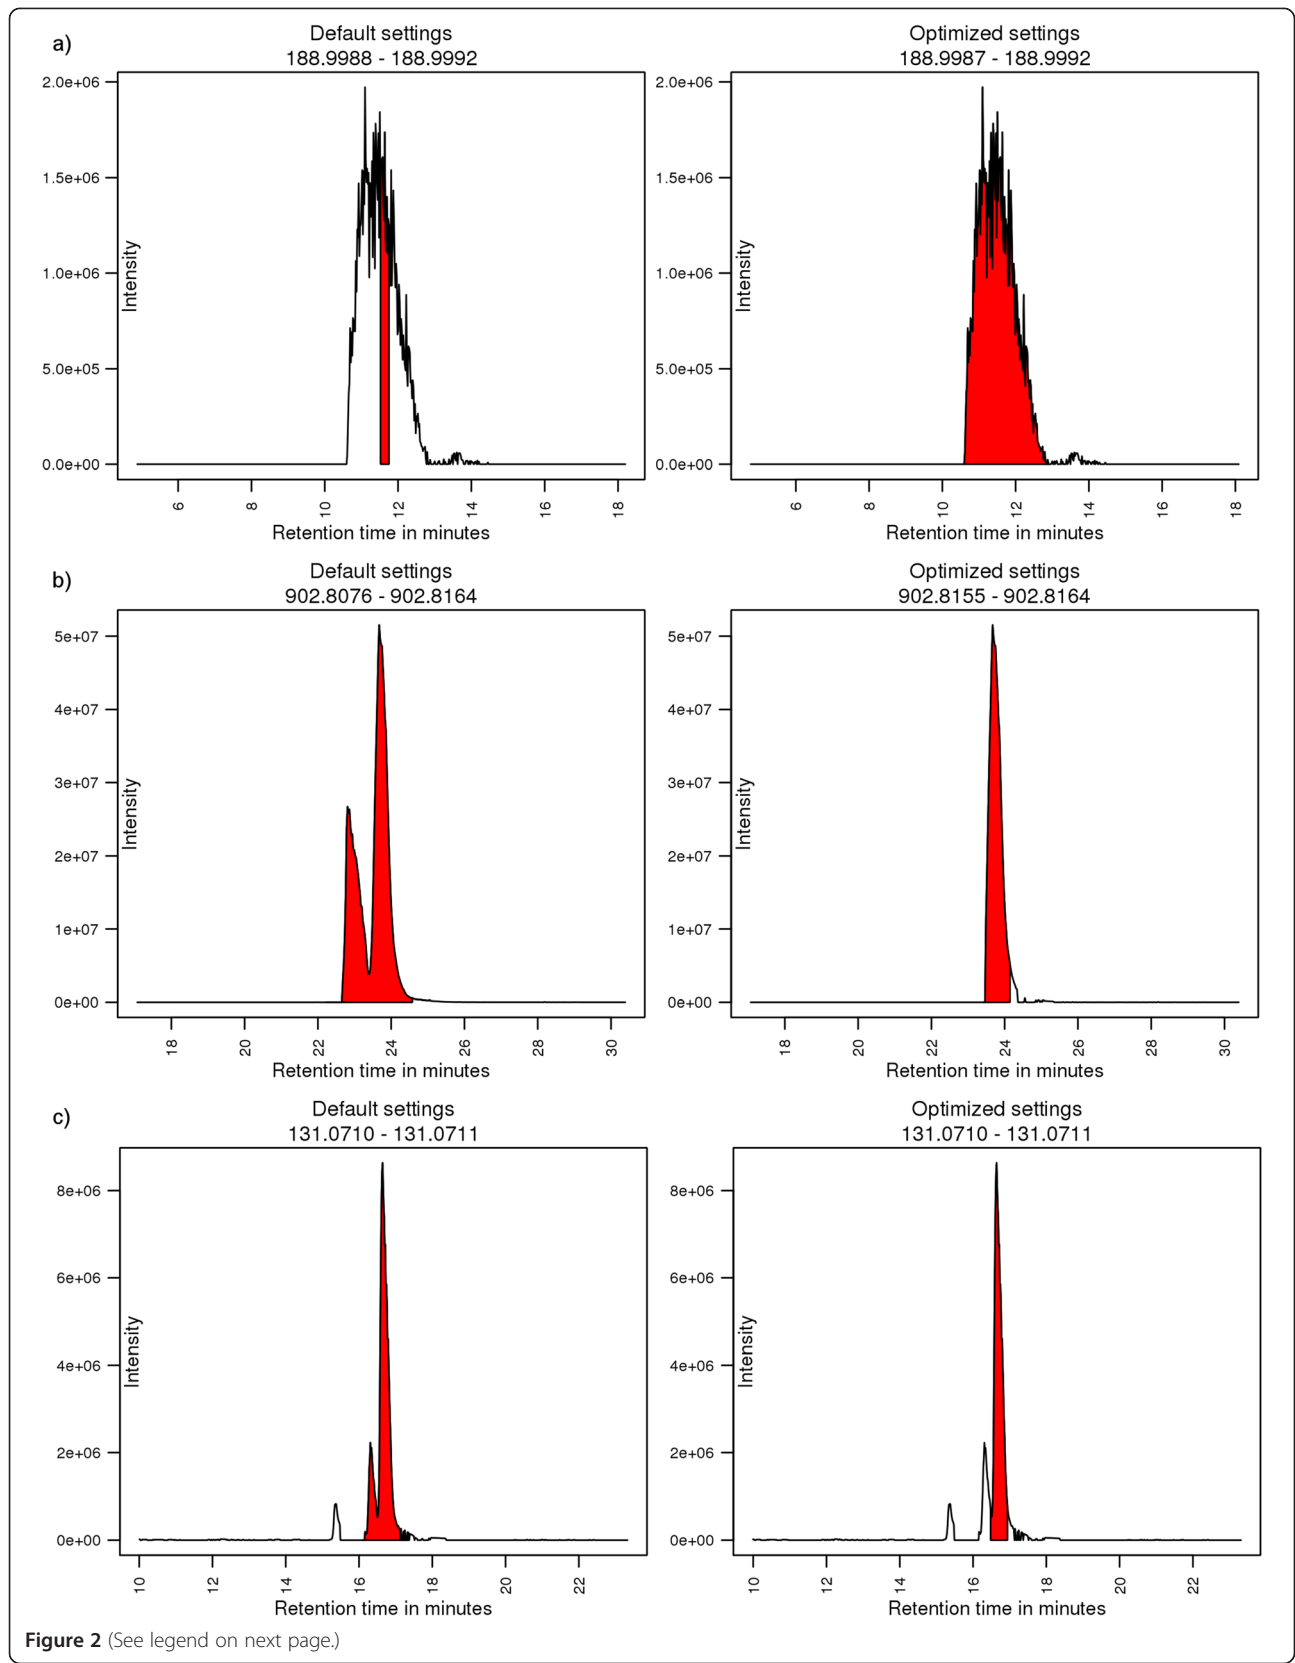 a)
Default settings
188.9988 - 188.9992
2.0e+06
1.5e+06
1.0e+06
5.0e+05
0.0e+00
Intensity
6 8 10 12 14 16 18
Retention time in minutes
Optimized settings
188.9987 - 188.9992
2.0e+06
1.5e+06
1.0e+06
5.0e+05
0.0e+00
Intensity
6 8 10 12 14 16 18
Retention time in minutes
b)
Default settings
902.8076 - 902.8164
5e+07
4e+07
3e+07
2e+07
1e+07
0e+00
Intensity
18 20 22 24 26 28 30
Retention time in minutes
Optimized settings
902.8155 - 902.8164
5e+07
4e+07
3e+07
2e+07
1e+07
0e+00
Intensity
18 20 22 24 26 28 30
Retention time in minutes
c)
Default settings
131.0710 - 131.0711
8e+06
6e+06
4e+06
2e+06
0e+00
Intensity
10 12 14 16 18 20 22
Retention time in minutes
Optimized settings
131.0710 - 131.0711
8e+06
6e+06
4e+06
2e+06
0e+00
Intensity
10 12 14 16 18 20 22
Retention time in minutes
Figure 2 (See legend on next page.)